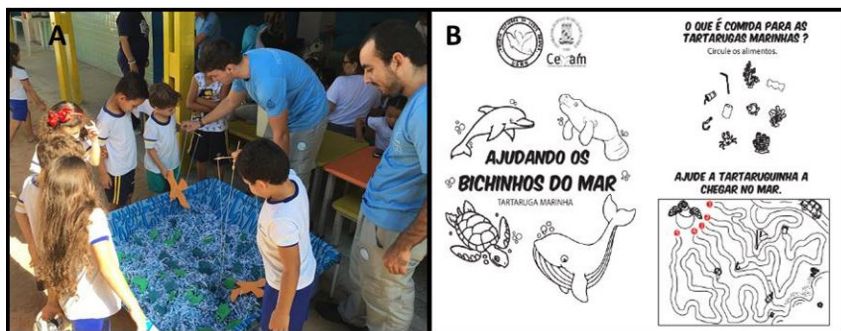 A
B
Cevam
AJUDANDO OS
BICHINHOS DO MAR
TARTARUGA MARINHA
O QUE É COMIDA PARA AS
TARTARUGAS MARINHAS ?
Circule os alimentos.
AJUDE A TARTARUGUINHA A
CHEGAR NO MAR.